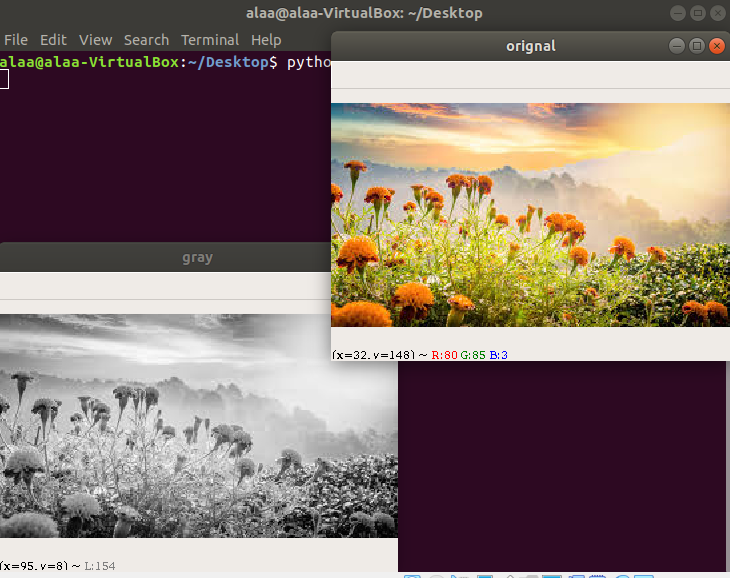 alaa@alaa-VirtualBox: ~/Desktop
File Edit View Search Terminal Help
alaa@alaa-VirtualBox:~/Desktop$ pytho
orignal
(x=32, y=148) ~ R:80 G:85 B:3
gray
(x=95, y=8) ~ L:154